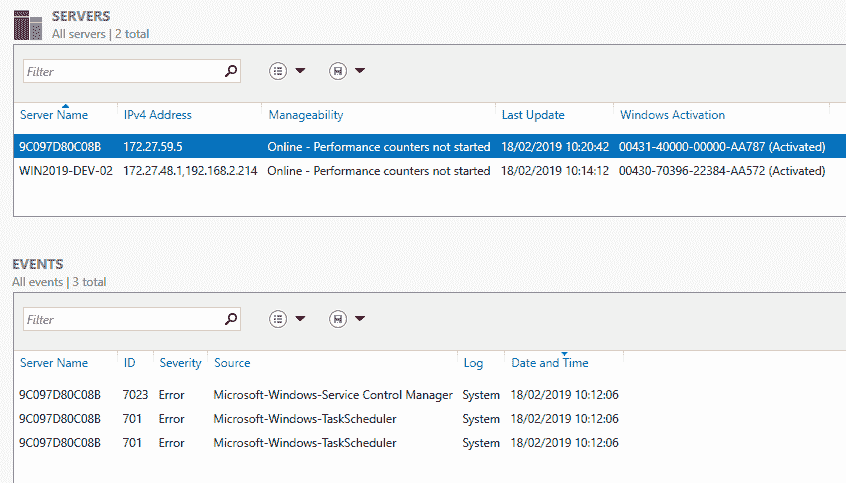 SERVERS
All servers | 2 total
Filter
Server Name IPv4 Address Manageability Last Update Windows Activation
9C097D80C08B 172.27.59.5 Online - Performance counters not started 18/02/2019 10:20:42 00431-40000-00000-AA787 (Activated)
WIN2019-DEV-02 172.27.48.1,192.168.2.214 Online - Performance counters not started 18/02/2019 10:14:12 00430-70396-22384-AA572 (Activated)
EVENTS
All events | 3 total
Filter
Server Name ID Severity Source Log Date and Time
9C097D80C08B 7023 Error Microsoft-Windows-Service Control Manager System 18/02/2019 10:12:06
9C097D80C08B 701 Error Microsoft-Windows-TaskScheduler System 18/02/2019 10:12:06
9C097D80C08B 701 Error Microsoft-Windows-TaskScheduler System 18/02/2019 10:12:06